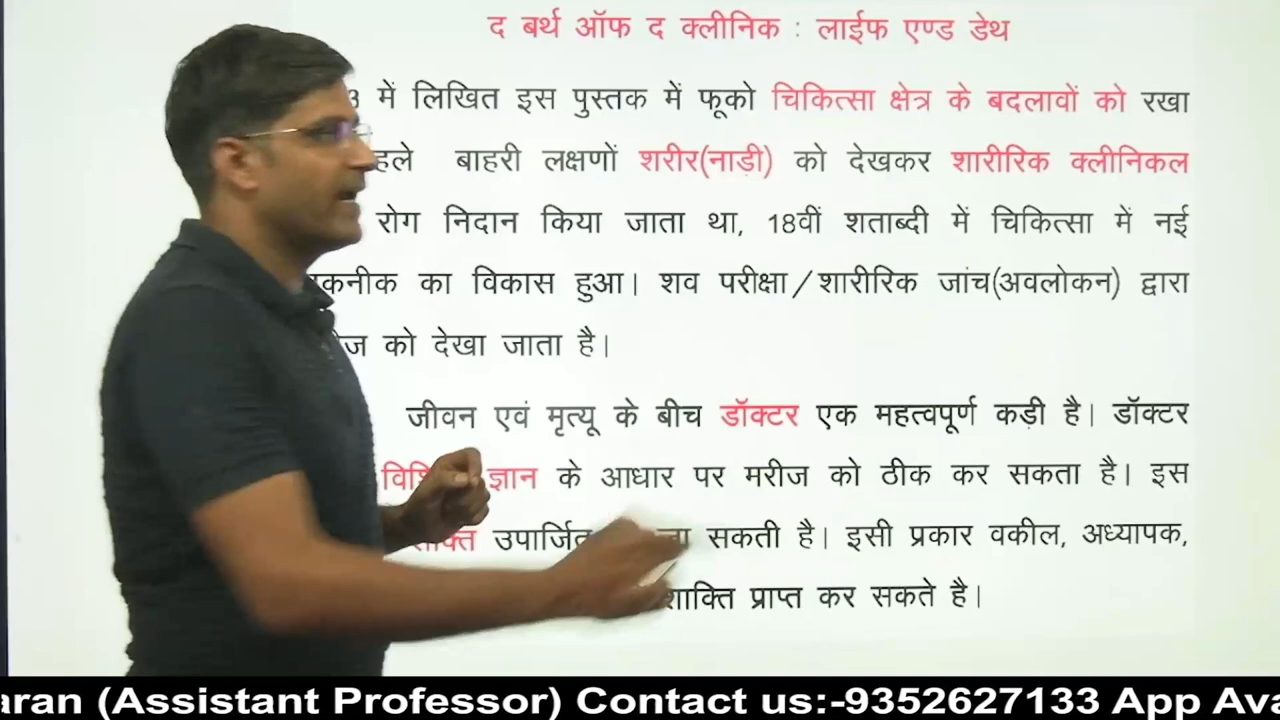 द बर्थ ऑफ द क्लीनिक : लाईफ एण्ड डेथ
3 में लिखित इस पुस्तक में फूको चिकित्सा क्षेत्र के बदलावों को रखा
हले बाहरी लक्षणों शरीर(नाड़ी) को देखकर शारीरिक क्लीनिकल
रोग निदान किया जाता था, 18वीं शताब्दी में चिकित्सा में नई
कनीक का विकास हुआ। शव परीक्षा/शारीरिक जांच(अवलोकन) द्वारा
ज को देखा जाता है।
जीवन एवं मृत्यू के बीच डॉक्टर एक महत्वपूर्ण कड़ी है। डॉक्टर
ज्ञान के आधार पर मरीज को ठीक कर सकता है। इस
उपार्जित सकती है। इसी प्रकार वकील, अध्यापक,
शाक्ति प्राप्त कर सकते है।
aran (Assistant Professor) Contact us:-9352627133 App Ava